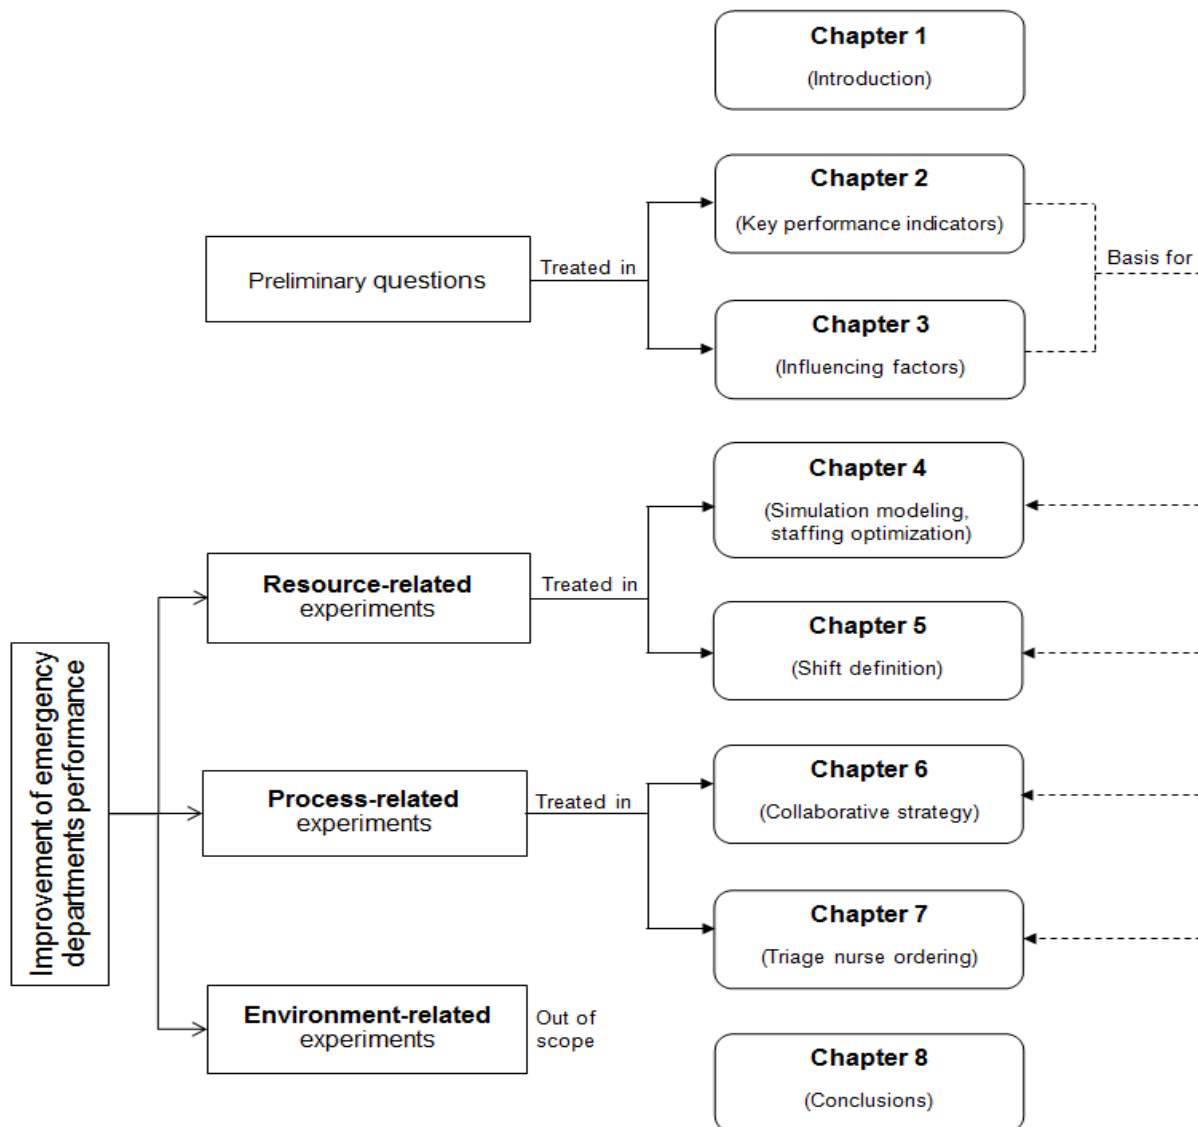 Chapter 1
(Introduction)
Chapter 2
(Key performance indicators)
Preliminary questions
Treated in
Basis for
Chapter 3
(Influencing factors)
Chapter 4
(Simulation modeling,
staffing optimization)
Resource-related
experiments
Treated in
Chapter 5
(Shift definition)
Improvement of emergency
departments performance
Process-related
experiments
Treated in
Chapter 6
(Collaborative strategy)
Chapter 7
(Triage nurse ordering)
Environment-related
experiments
Out of
scope
Chapter 8
(Conclusions)